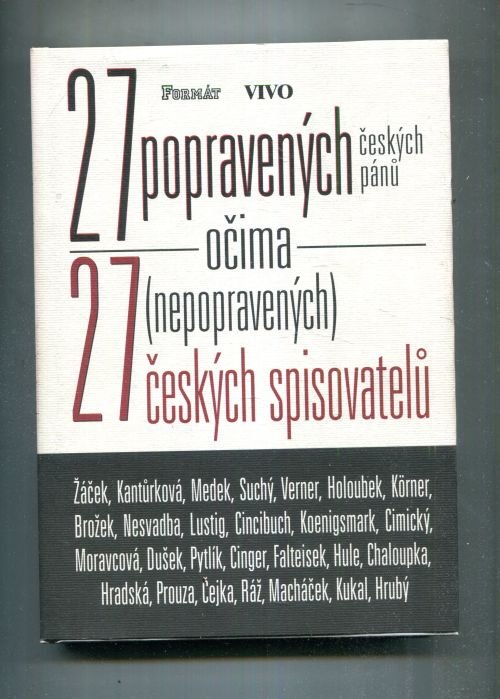 FORMÁT VIVO
27 popravených českých pánů
očima
27 (nepopravených)
českých spisovatelů
Žáček, Kantůrková, Medek, Suchý, Verner, Holoubek, Körner,
Brožek, Nesvadba, Lustig, Cincibuch, Koenigsmark, Cimický,
Moravcová, Dušek, Pytlík, Cinger, Falteisek, Hule, Chaloupka,
Hradská, Prouza, Čejka, Ráž, Macháček, Kukal, Hrubý